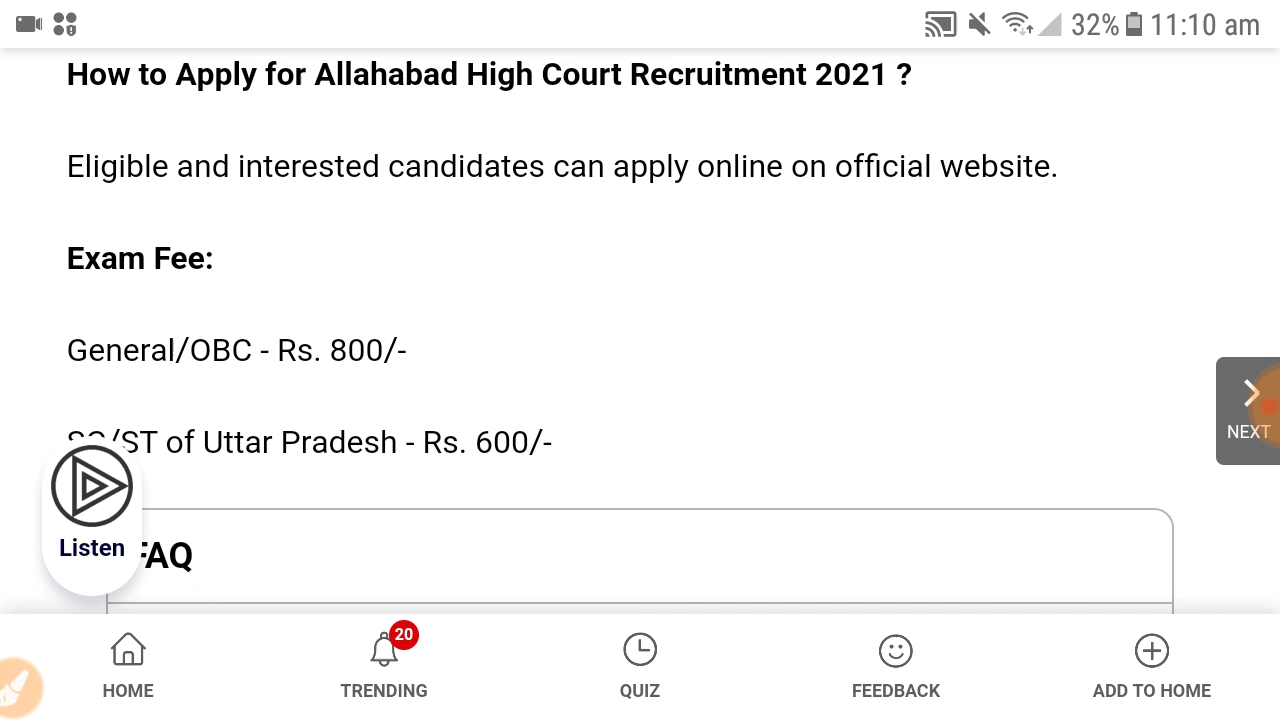 32% 11:10 am
How to Apply for Allahabad High Court Recruitment 2021 ?
Eligible and interested candidates can apply online on official website.
Exam Fee:
General/OBC - Rs. 800/-
SC/ST of Uttar Pradesh - Rs. 600/-
NEXT
Listen
FAQ
20
HOME TRENDING QUIZ FEEDBACK ADD TO HOME